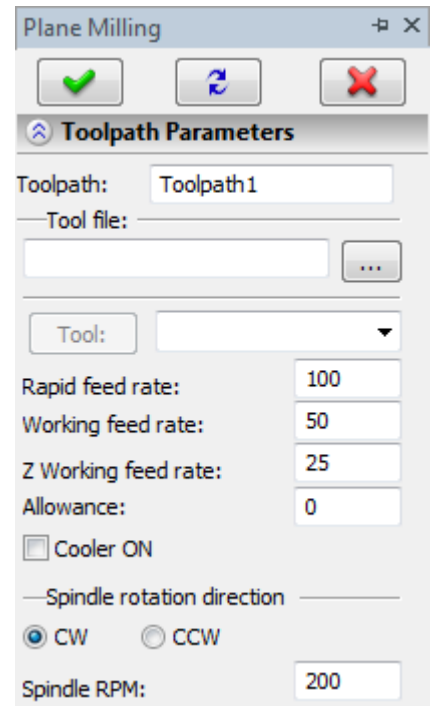 Plane Milling
Toolpath Parameters
Toolpath: Toolpath1
Tool file:
...
Tool:
Rapid feed rate: 100
Working feed rate: 50
Z Working feed rate: 25
Allowance: 0
Cooler ON
Spindle rotation direction
CW CCW
Spindle RPM: 200